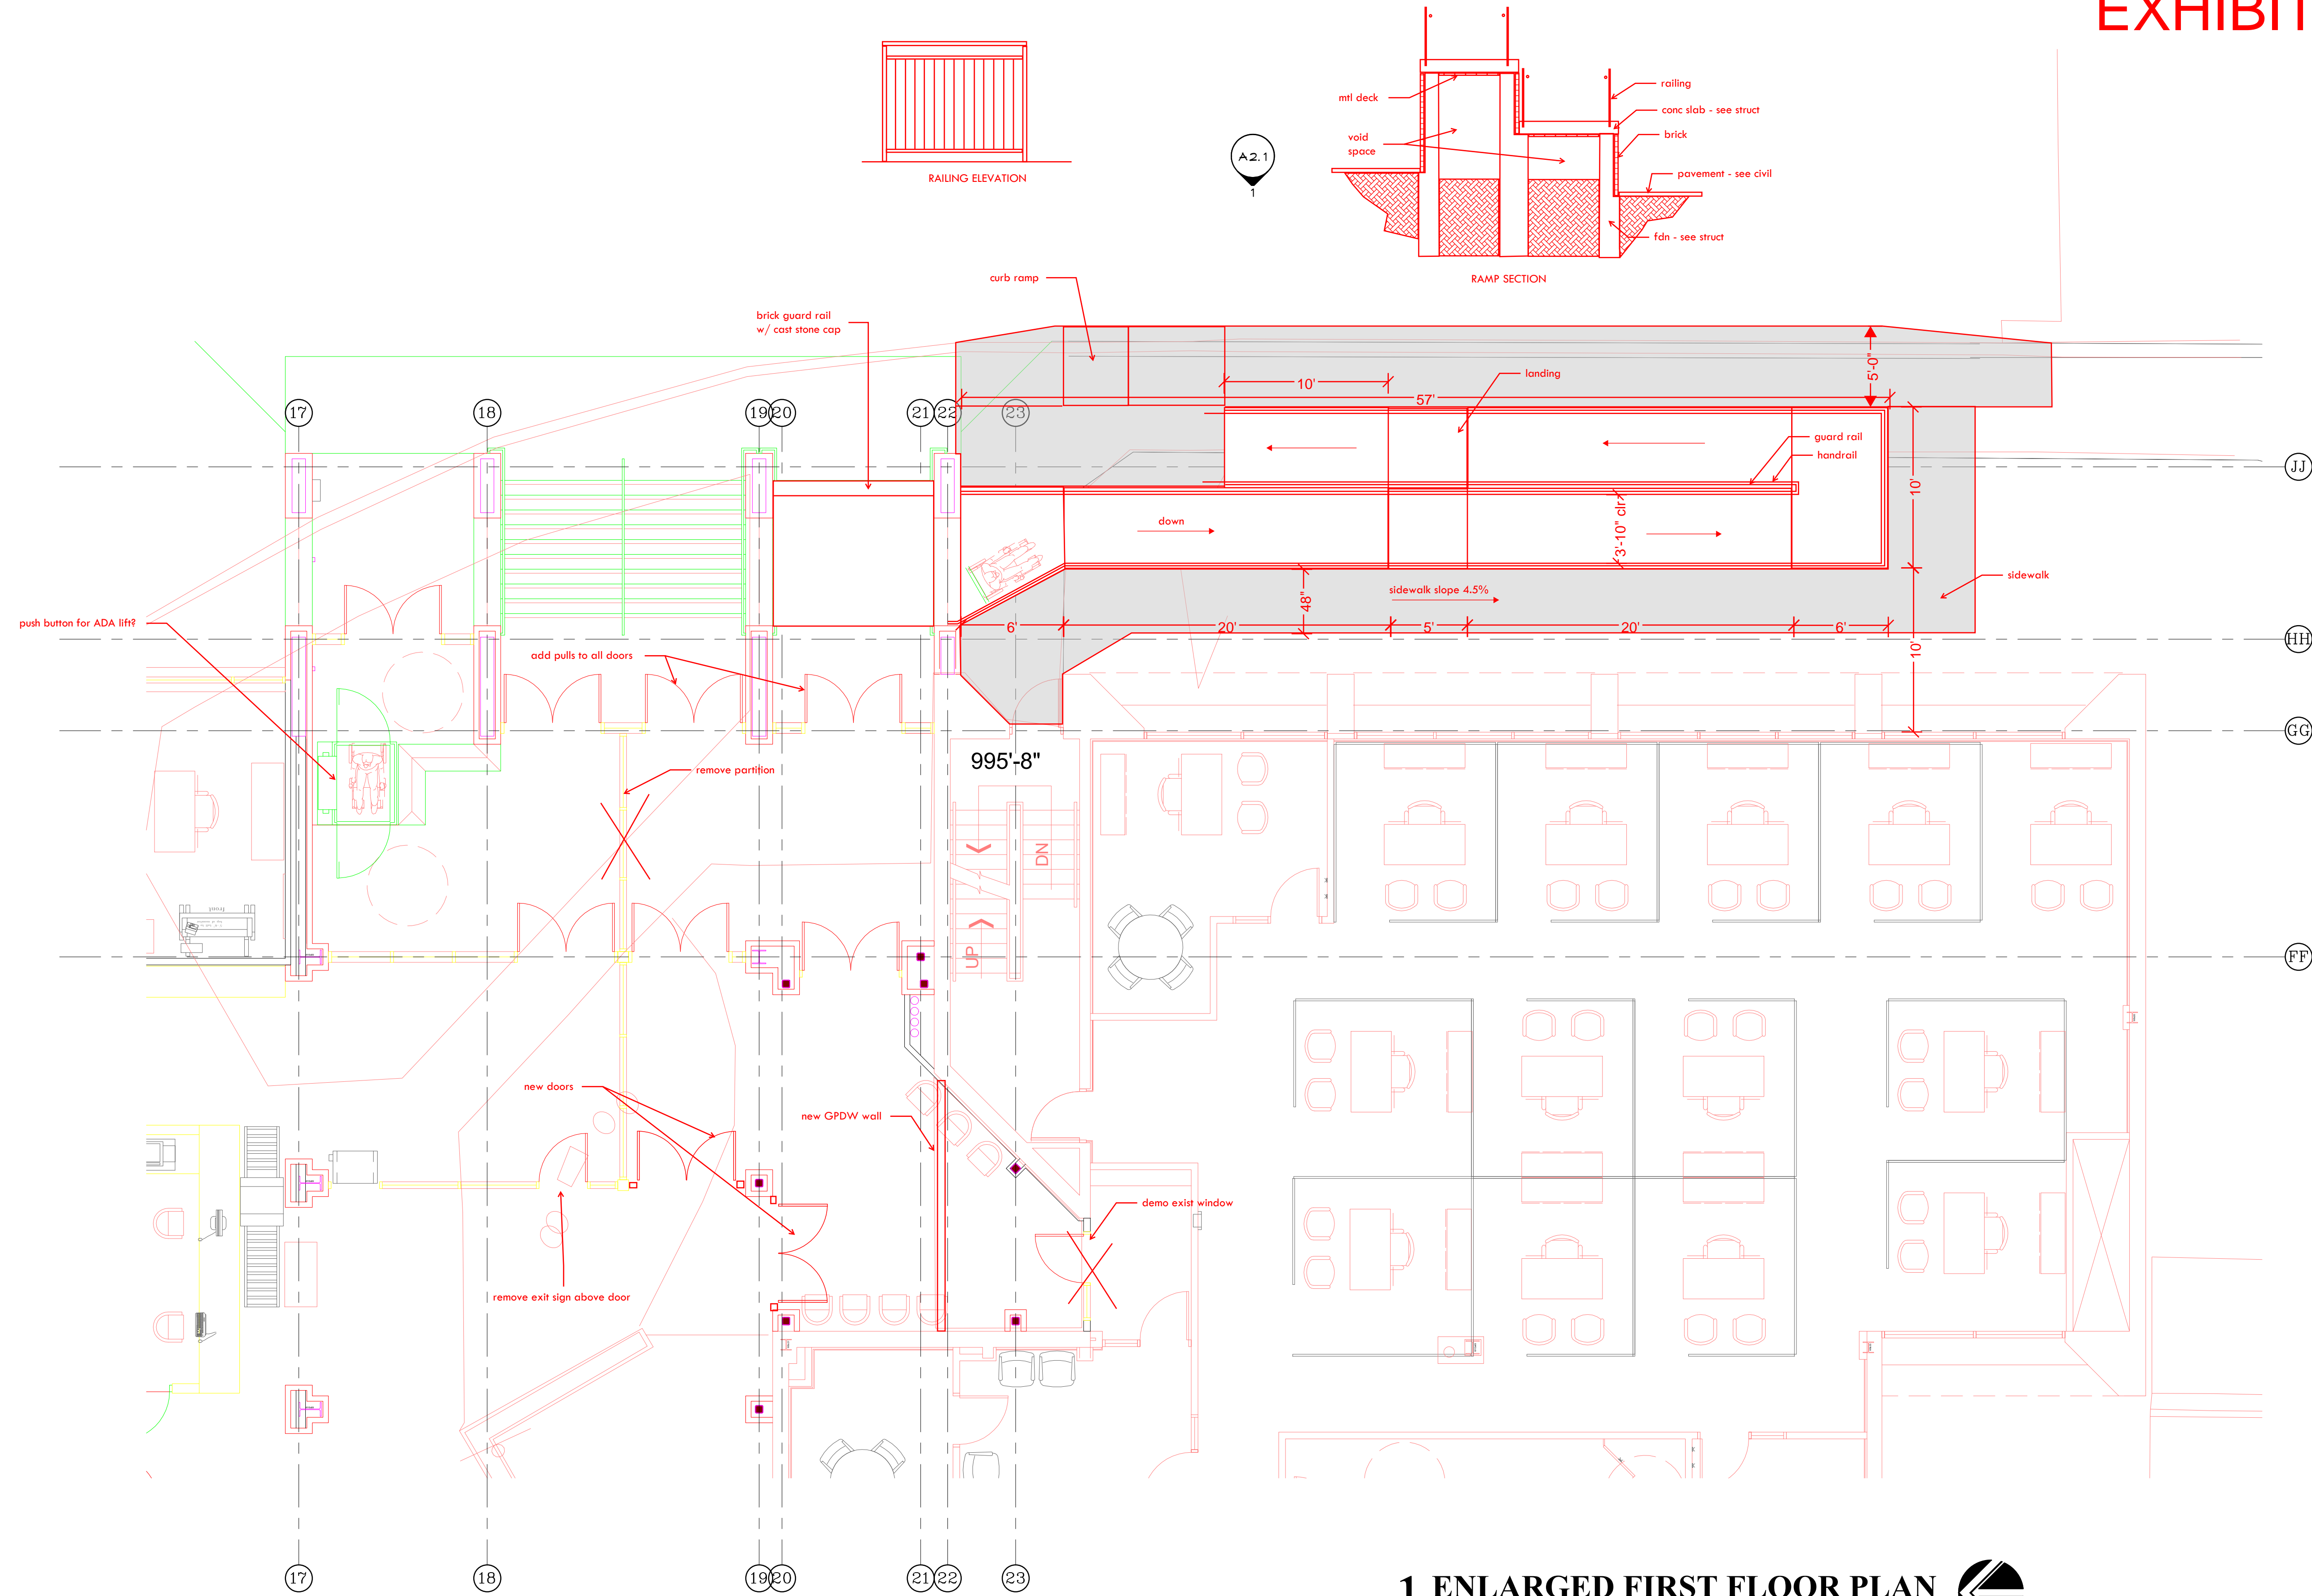 EXHIBIT
mtl deck
void
space
railing
conc slab - see struct
brick
pavement - see civil
fdn - see struct
RAMP SECTION
RAILING ELEVATION
A2.1
1
curb ramp
brick guard rail
w/ cast stone cap
10'
landing
5'-0"
57'
17
18
19
20
21
22
23
guard rail
handrail
JJ
10'
down
3'-10" clr
sidewalk
sidewalk slope 4.5%
48"
6'
20'
5'
20'
6'
HH
10'
push button for ADA lift?
add pulls to all doors
GG
995'-8"
remove partition
DN
UP
FF
new doors
new GPDW wall
demo exist window
remove exit sign above door
17
18
19
20
21
22
23
1 ENLARGED FIRST FLOOR PLAN